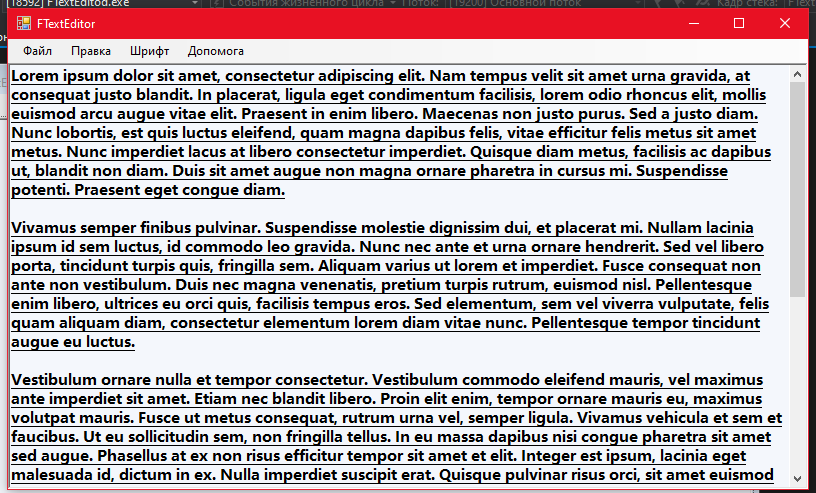 [18592] FTextEditod.exe События жизненного цикла Поток: [19200] Основной поток Кадр стека:
FTextEditor
Файл Правка Шрифт Допомога
Lorem ipsum dolor sit amet, consectetur adipiscing elit. Nam tempus velit sit amet urna gravida, at
consequat justo blandit. In placerat, ligula eget condimentum facilisis, lorem odio rhoncus elit, mollis
euismod arcu augue vitae elit. Praesent in enim libero. Maecenas non justo purus. Sed a justo diam.
Nunc lobortis, est quis luctus eleifend, quam magna dapibus felis, vitae efficitur felis metus sit amet
metus. Nunc imperdiet lacus at libero consectetur imperdiet. Quisque diam metus, facilisis ac dapibus
ut, blandit non diam. Duis sit amet augue non magna ornare pharetra in cursus mi. Suspendisse
potenti. Praesent eget congue diam.
Vivamus semper finibus pulvinar. Suspendisse molestie dignissim dui, et placerat mi. Nullam lacinia
ipsum id sem luctus, id commodo leo gravida. Nunc nec ante et urna ornare hendrerit. Sed vel libero
porta, tincidunt turpis quis, fringilla sem. Aliquam varius ut lorem et imperdiet. Fusce consequat non
ante non vestibulum. Duis nec magna venenatis, pretium turpis rutrum, euismod nisl. Pellentesque
enim libero, ultrices eu orci quis, facilisis tempus eros. Sed elementum, sem vel viverra vulputate, felis
quam aliquam diam, consectetur elementum lorem diam vitae nunc. Pellentesque tempor tincidunt
augue eu luctus.
Vestibulum ornare nulla et tempor consectetur. Vestibulum commodo eleifend mauris, vel maximus
ante imperdiet sit amet. Etiam nec blandit libero. Proin elit enim, tempor ornare mauris eu, maximus
volutpat mauris. Fusce ut metus consequat, rutrum urna vel, semper ligula. Vivamus vehicula et sem et
faucibus. Ut eu sollicitudin sem, non fringilla tellus. In eu massa dapibus nisi congue pharetra sit amet
sed augue. Phasellus at ex non risus efficitur tempor sit amet et elit. Integer est ipsum, lacinia eget
malesuada id, dictum in ex. Nulla imperdiet suscipit erat. Quisque pulvinar risus orci, sit amet euismod